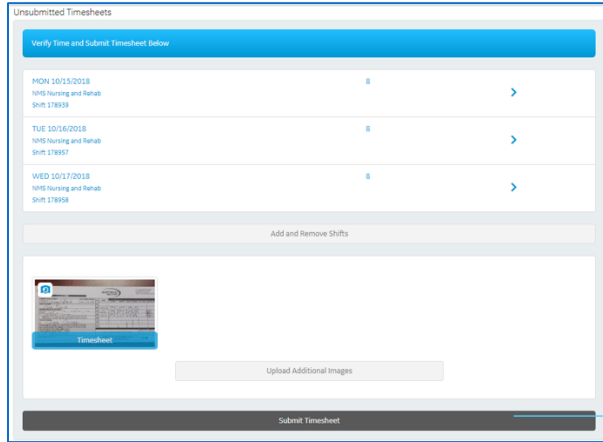 Unsubmitted Timesheets
Verify Time and Submit Timesheet Below
MON 10/15/2018
8
NMS Nursing and Rehab
Shift 178939
TUE 10/16/2018
8
NMS Nursing and Rehab
Shift 178957
WED 10/17/2018
8
NMS Nursing and Rehab
Shift 178958
Add and Remove Shifts
Timesheet
Upload Additional Images
Submit Timesheet